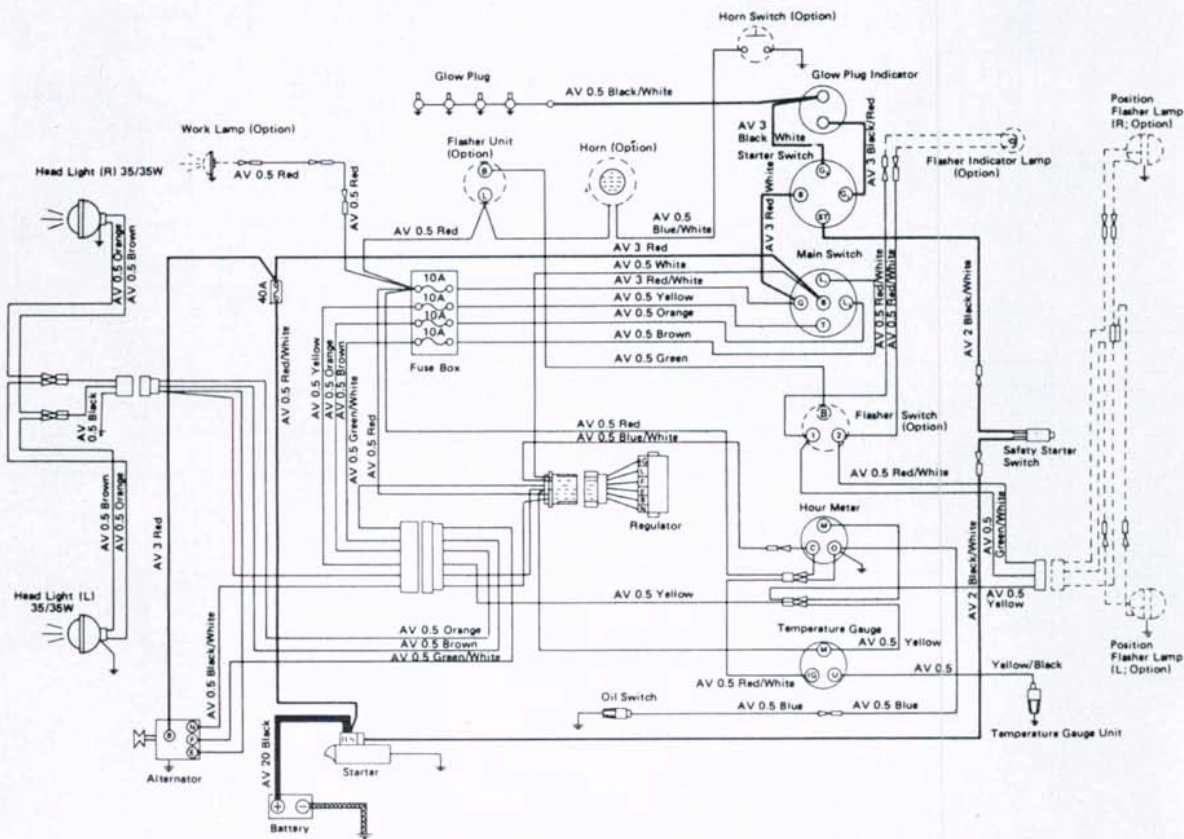 Horn Switch (Option)
Glow Plug
Glow Plug Indicator
AV 0.5 Black/White
Position
Flasher Lamp
(R; Option)
Work Lamp (Option)
Flasher Unit
(Option)
Horn (Option)
AV 3
Black White
AV 3 Black/Red
Starter Switch
Flasher Indicator Lamp
(Option)
Head Light (R) 35/35W
AV 0.5 Red
AV 0.5 Red
B
L
G
B
G
ST
AV 0.5 Orange
AV 0.5 Brown
AV 0.5 Red
AV 0.5
Blue/White
AV 3 Red White
AV 3 Red
Main Switch
AV 0.5 White
AV 3 Red/White
AV 0.5 Yellow
AV 0.5 Orange
AV 0.5 Brown
AV 0.5 Green
40A
10A
10A
10A
10A
Fuse Box
L
G
B
L
T
AV 0.5 Red/White
AV 0.5 Red/White
AV 2 Black/White
AV 0.5 Red/White
AV 0.5 Yellow
AV 0.5 Orange
AV 0.5 Brown
AV 0.5 Green/White
AV 0.5 Red
AV
0.5 Black
AV 0.5 Red
AV 0.5 Blue/White
B
1
2
Flasher Switch
(Option)
Safety Starter
Switch
AV 0.5 Red/White
Regulator
Hour Meter
M
C
O
AV 0.5
Green/White
AV 0.5 Brown
AV 0.5 Orange
AV 3 Red
AV 2 Black/White
AV 0.5 Yellow
AV 0.5
Yellow
Head Light (L)
35/35W
AV 0.5 Orange
AV 0.5 Brown
AV 0.5 Green/White
AV 0.5 Black/White
Temperature Gauge
AV 0.5 Yellow
M
IG
U
AV 0.5
Yellow/Black
Position
Flasher Lamp
(L; Option)
AV 0.5 Red/White
Oil Switch
AV 0.5 Blue
AV 0.5 Blue
Temperature Gauge Unit
Alternator
AV 20 Black
Starter
Battery